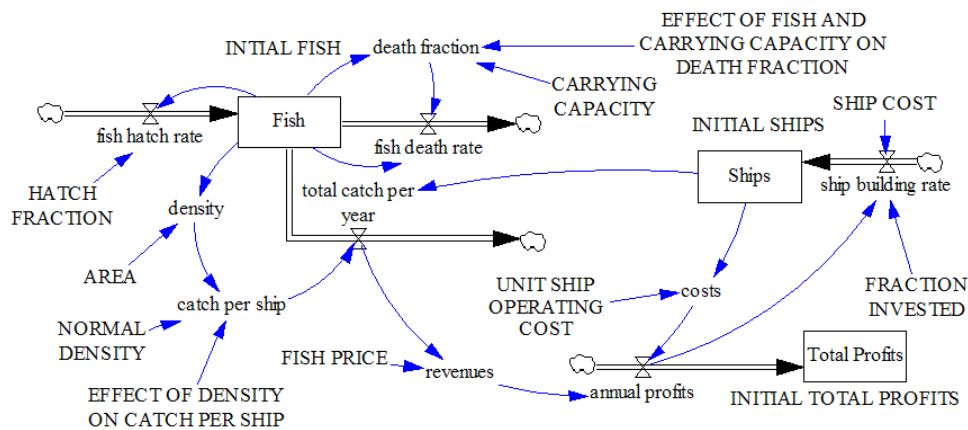 EFFECT OF FISH AND
CARRYING CAPACITY ON
DEATH FRACTION
INTIAL FISH
death fraction
CARRYING
CAPACITY
SHIP COST
Fish
fish hatch rate
fish death rate
INITIAL SHIPS
HATCH
FRACTION
total catch per
year
Ships
ship building rate
density
AREA
UNIT SHIP
OPERATING
COST
costs
FRACTION
INVESTED
catch per ship
NORMAL
DENSITY
FISH PRICE
revenues
Total Profits
annual profits
INITIAL TOTAL PROFITS
EFFECT OF DENSITY
ON CATCH PER SHIP